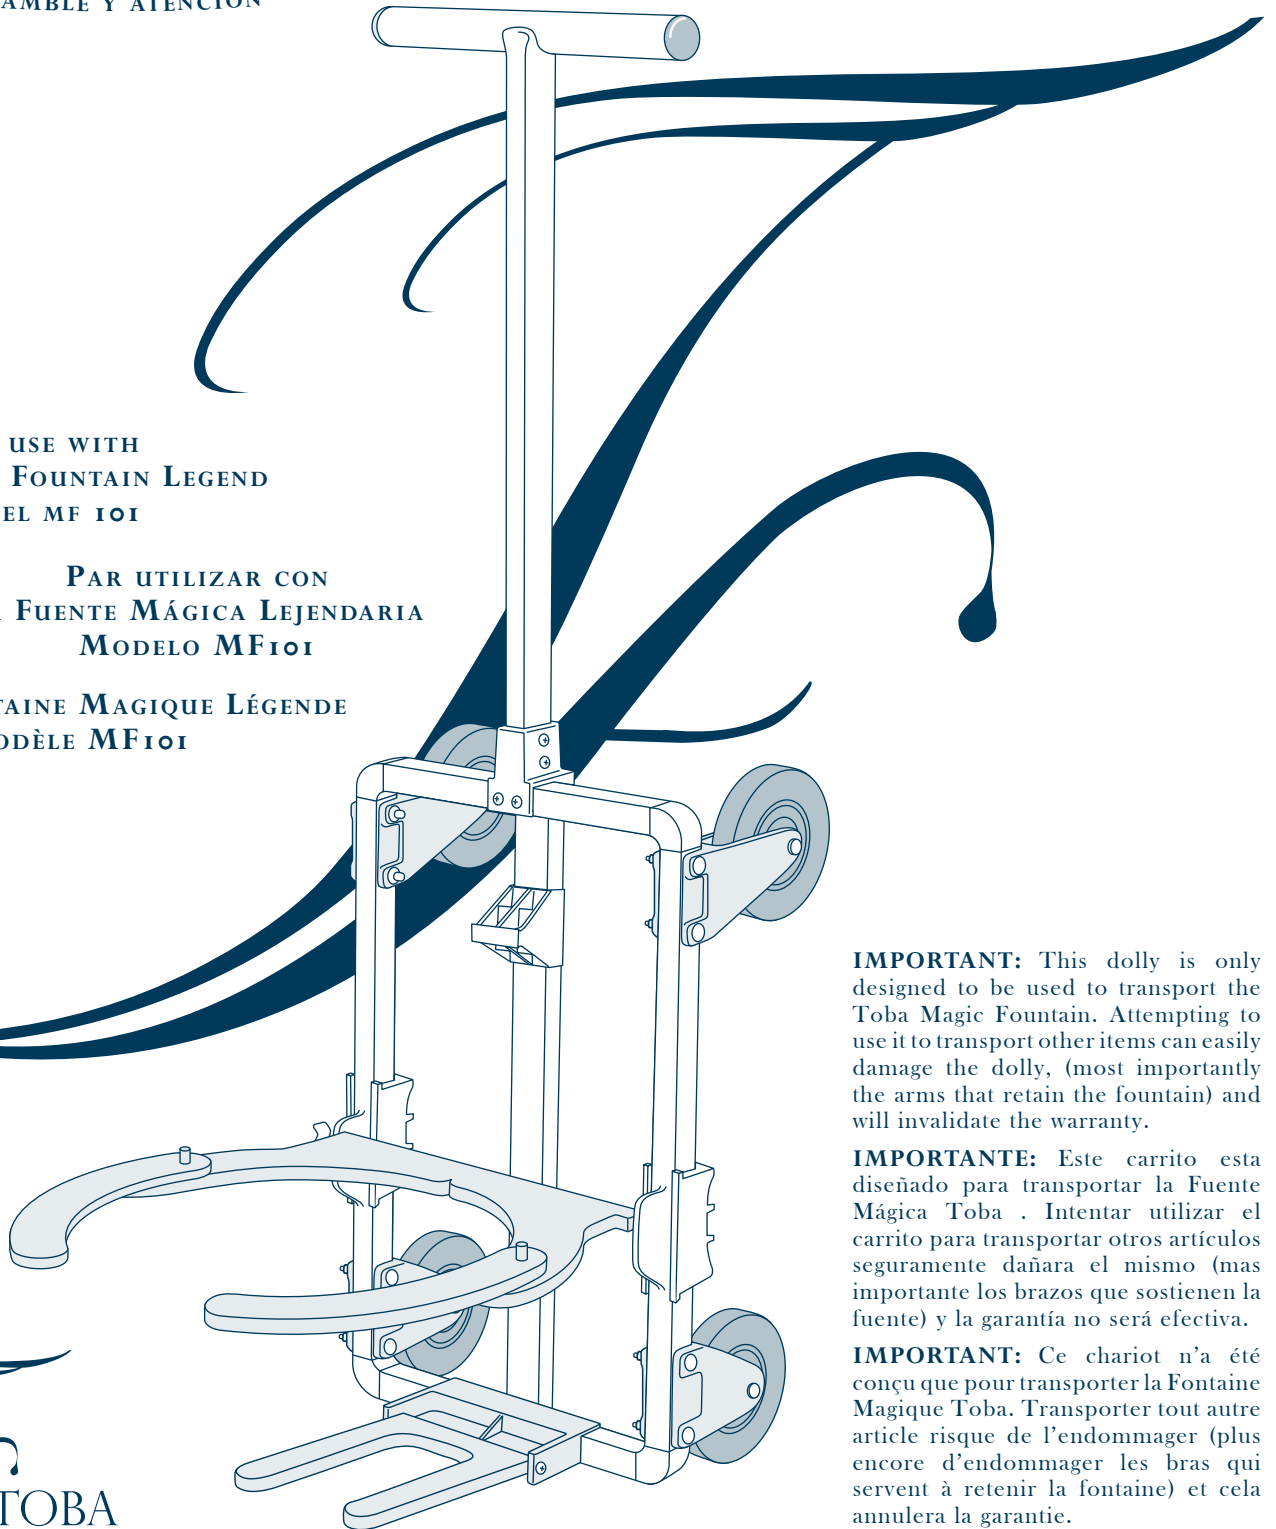 AMBLE Y ATENCIÓN
USE WITH
FOUNTAIN LEGEND
EL MF 101
PAR UTILIZAR CON
FUENTE MÁGICA LEJENDARIA
MODELO MF101
TAINE MAGIQUE LÉGENDE
ODÈLE MF101
IMPORTANT: This dolly is only
designed to be used to transport the
Toba Magic Fountain. Attempting to
use it to transport other items can easily
damage the dolly, (most importantly
the arms that retain the fountain) and
will invalidate the warranty.
IMPORTANTE: Este carrito esta
diseñado para transportar la Fuente
Mágica Toba . Intentar utilizar el
carrito para transportar otros artículos
seguramente dañara el mismo (mas
importante los brazos que sostienen la
fuente) y la garantía no será efectiva.
IMPORTANT: Ce chariot n'a été
conçu que pour transporter la Fontaine
Magique Toba. Transporter tout autre
article risque de l'endommager (plus
encore d'endommager les bras qui
servent à retenir la fontaine) et cela
annulera la garantie.
TOBA